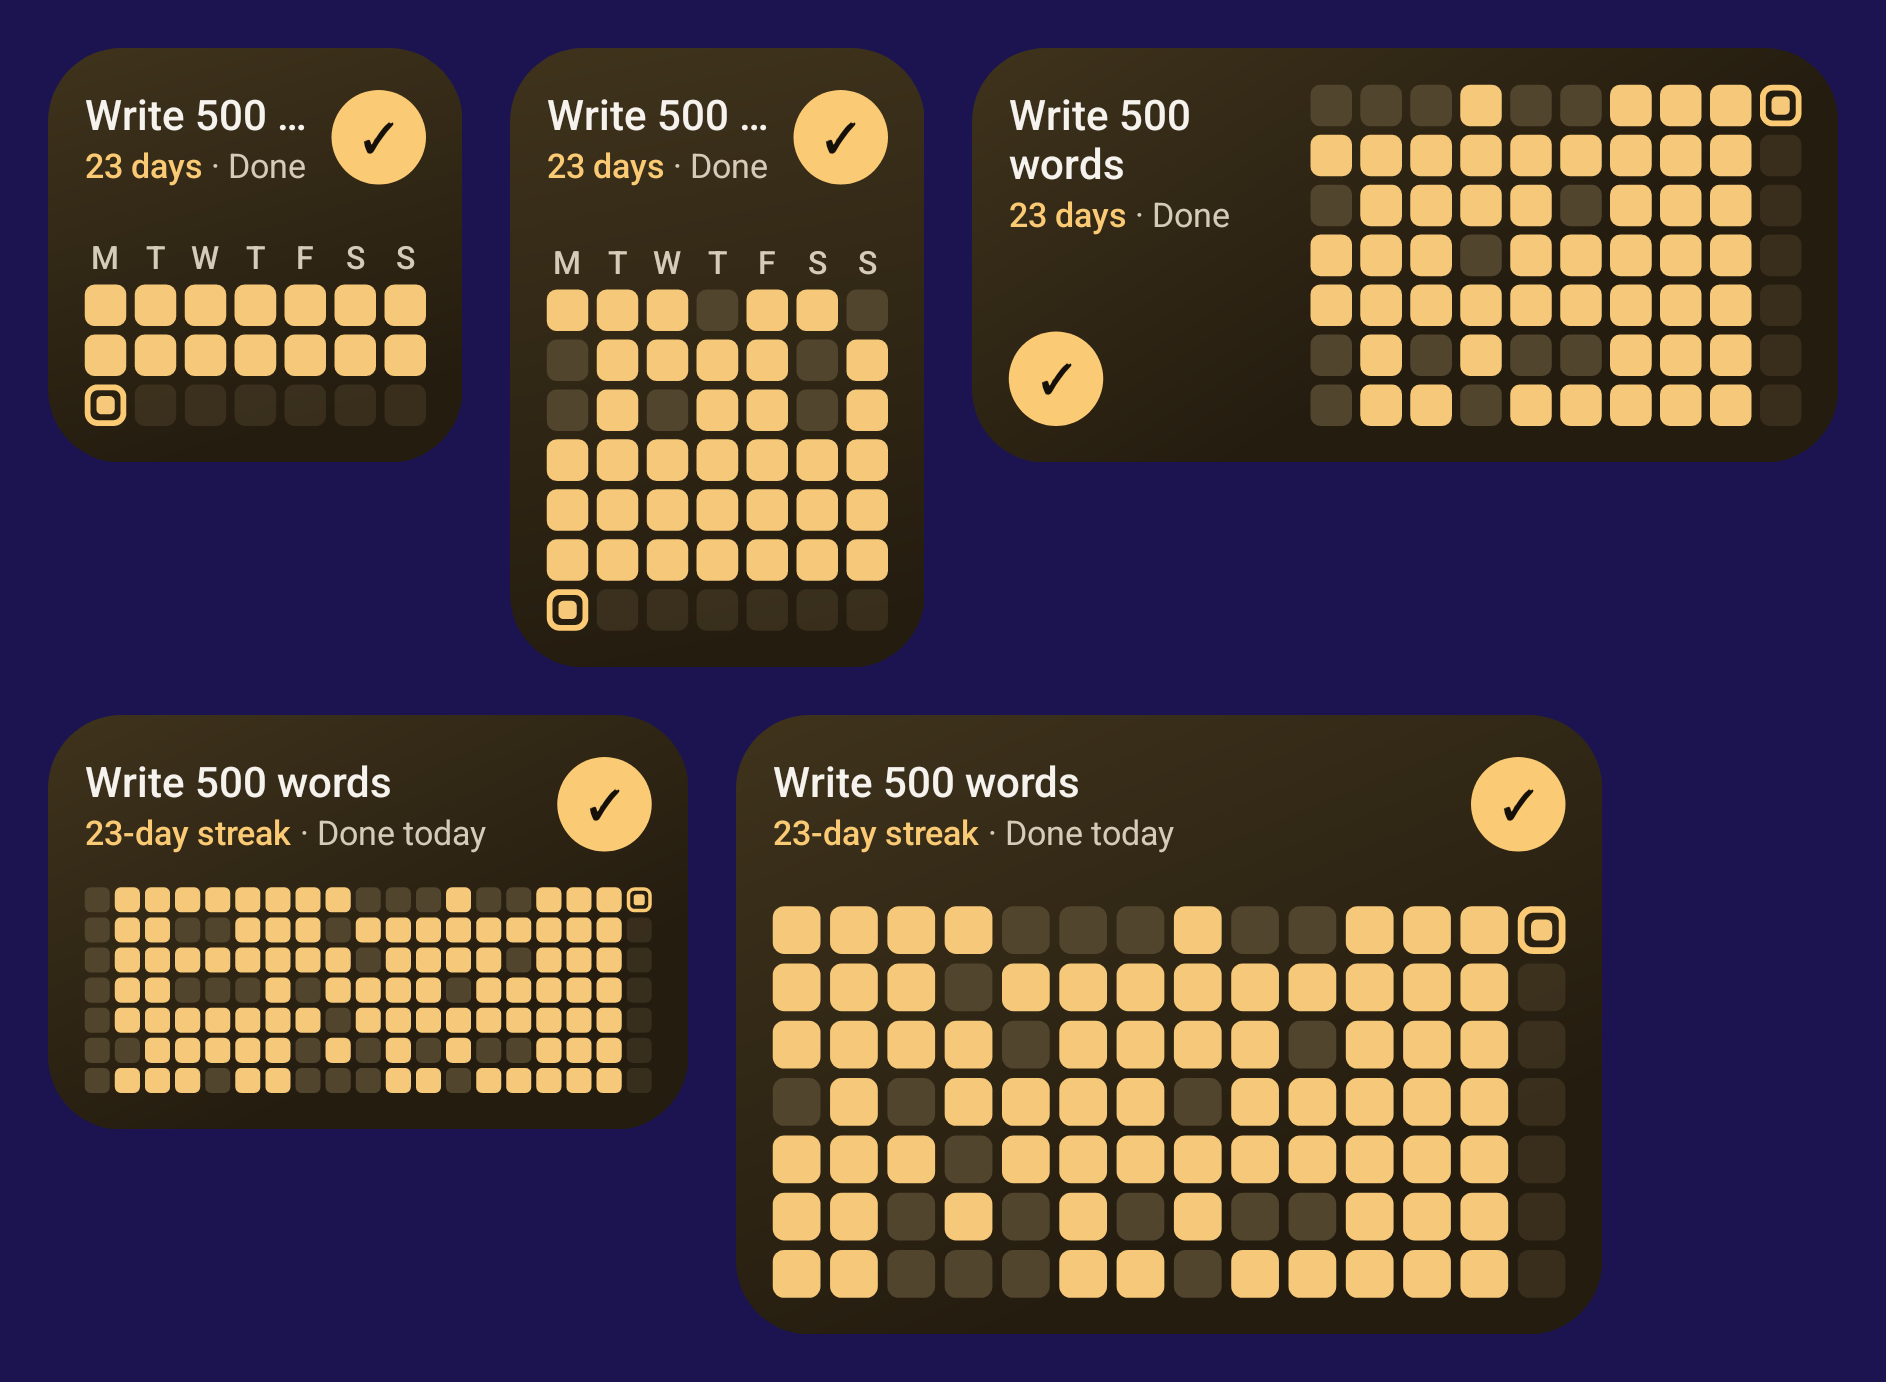 Write 500 ...
23 days · Done
✓
M T W T F S S
Write 500 ...
23 days · Done
✓
M T W T F S S
Write 500
words
23 days · Done
✓
Write 500 words
23-day streak · Done today
✓
Write 500 words
23-day streak · Done today
✓